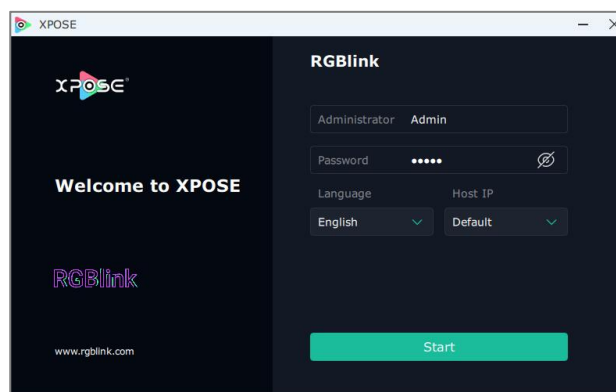 XPOSE
XPOSE®
Welcome to XPOSE
RGBlink
www.rgblink.com
RGBlink
Administrator Admin
Password •••••
Language Host IP
English Default
Start